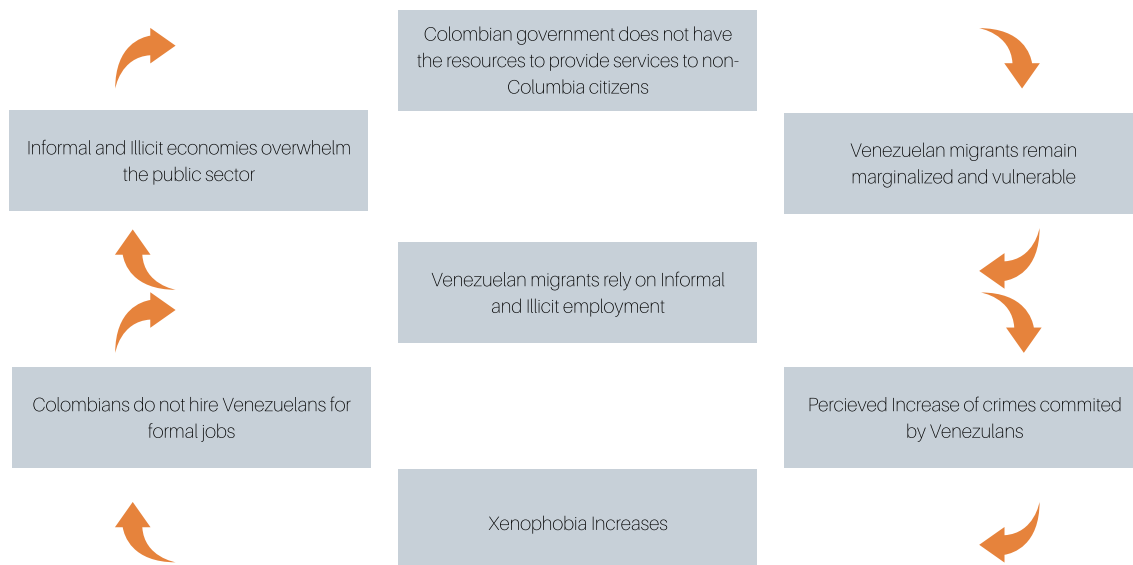 Colombian government does not have
the resources to provide services to non-
Columbia citizens
Informal and Illicit economies overwhelm
the public sector
Venezuelan migrants remain
marginalized and vulnerable
Venezuelan migrants rely on Informal
and Illicit employment
Colombians do not hire Venezuelans for
formal jobs
Percieved Increase of crimes commited
by Venezulans
Xenophobia Increases